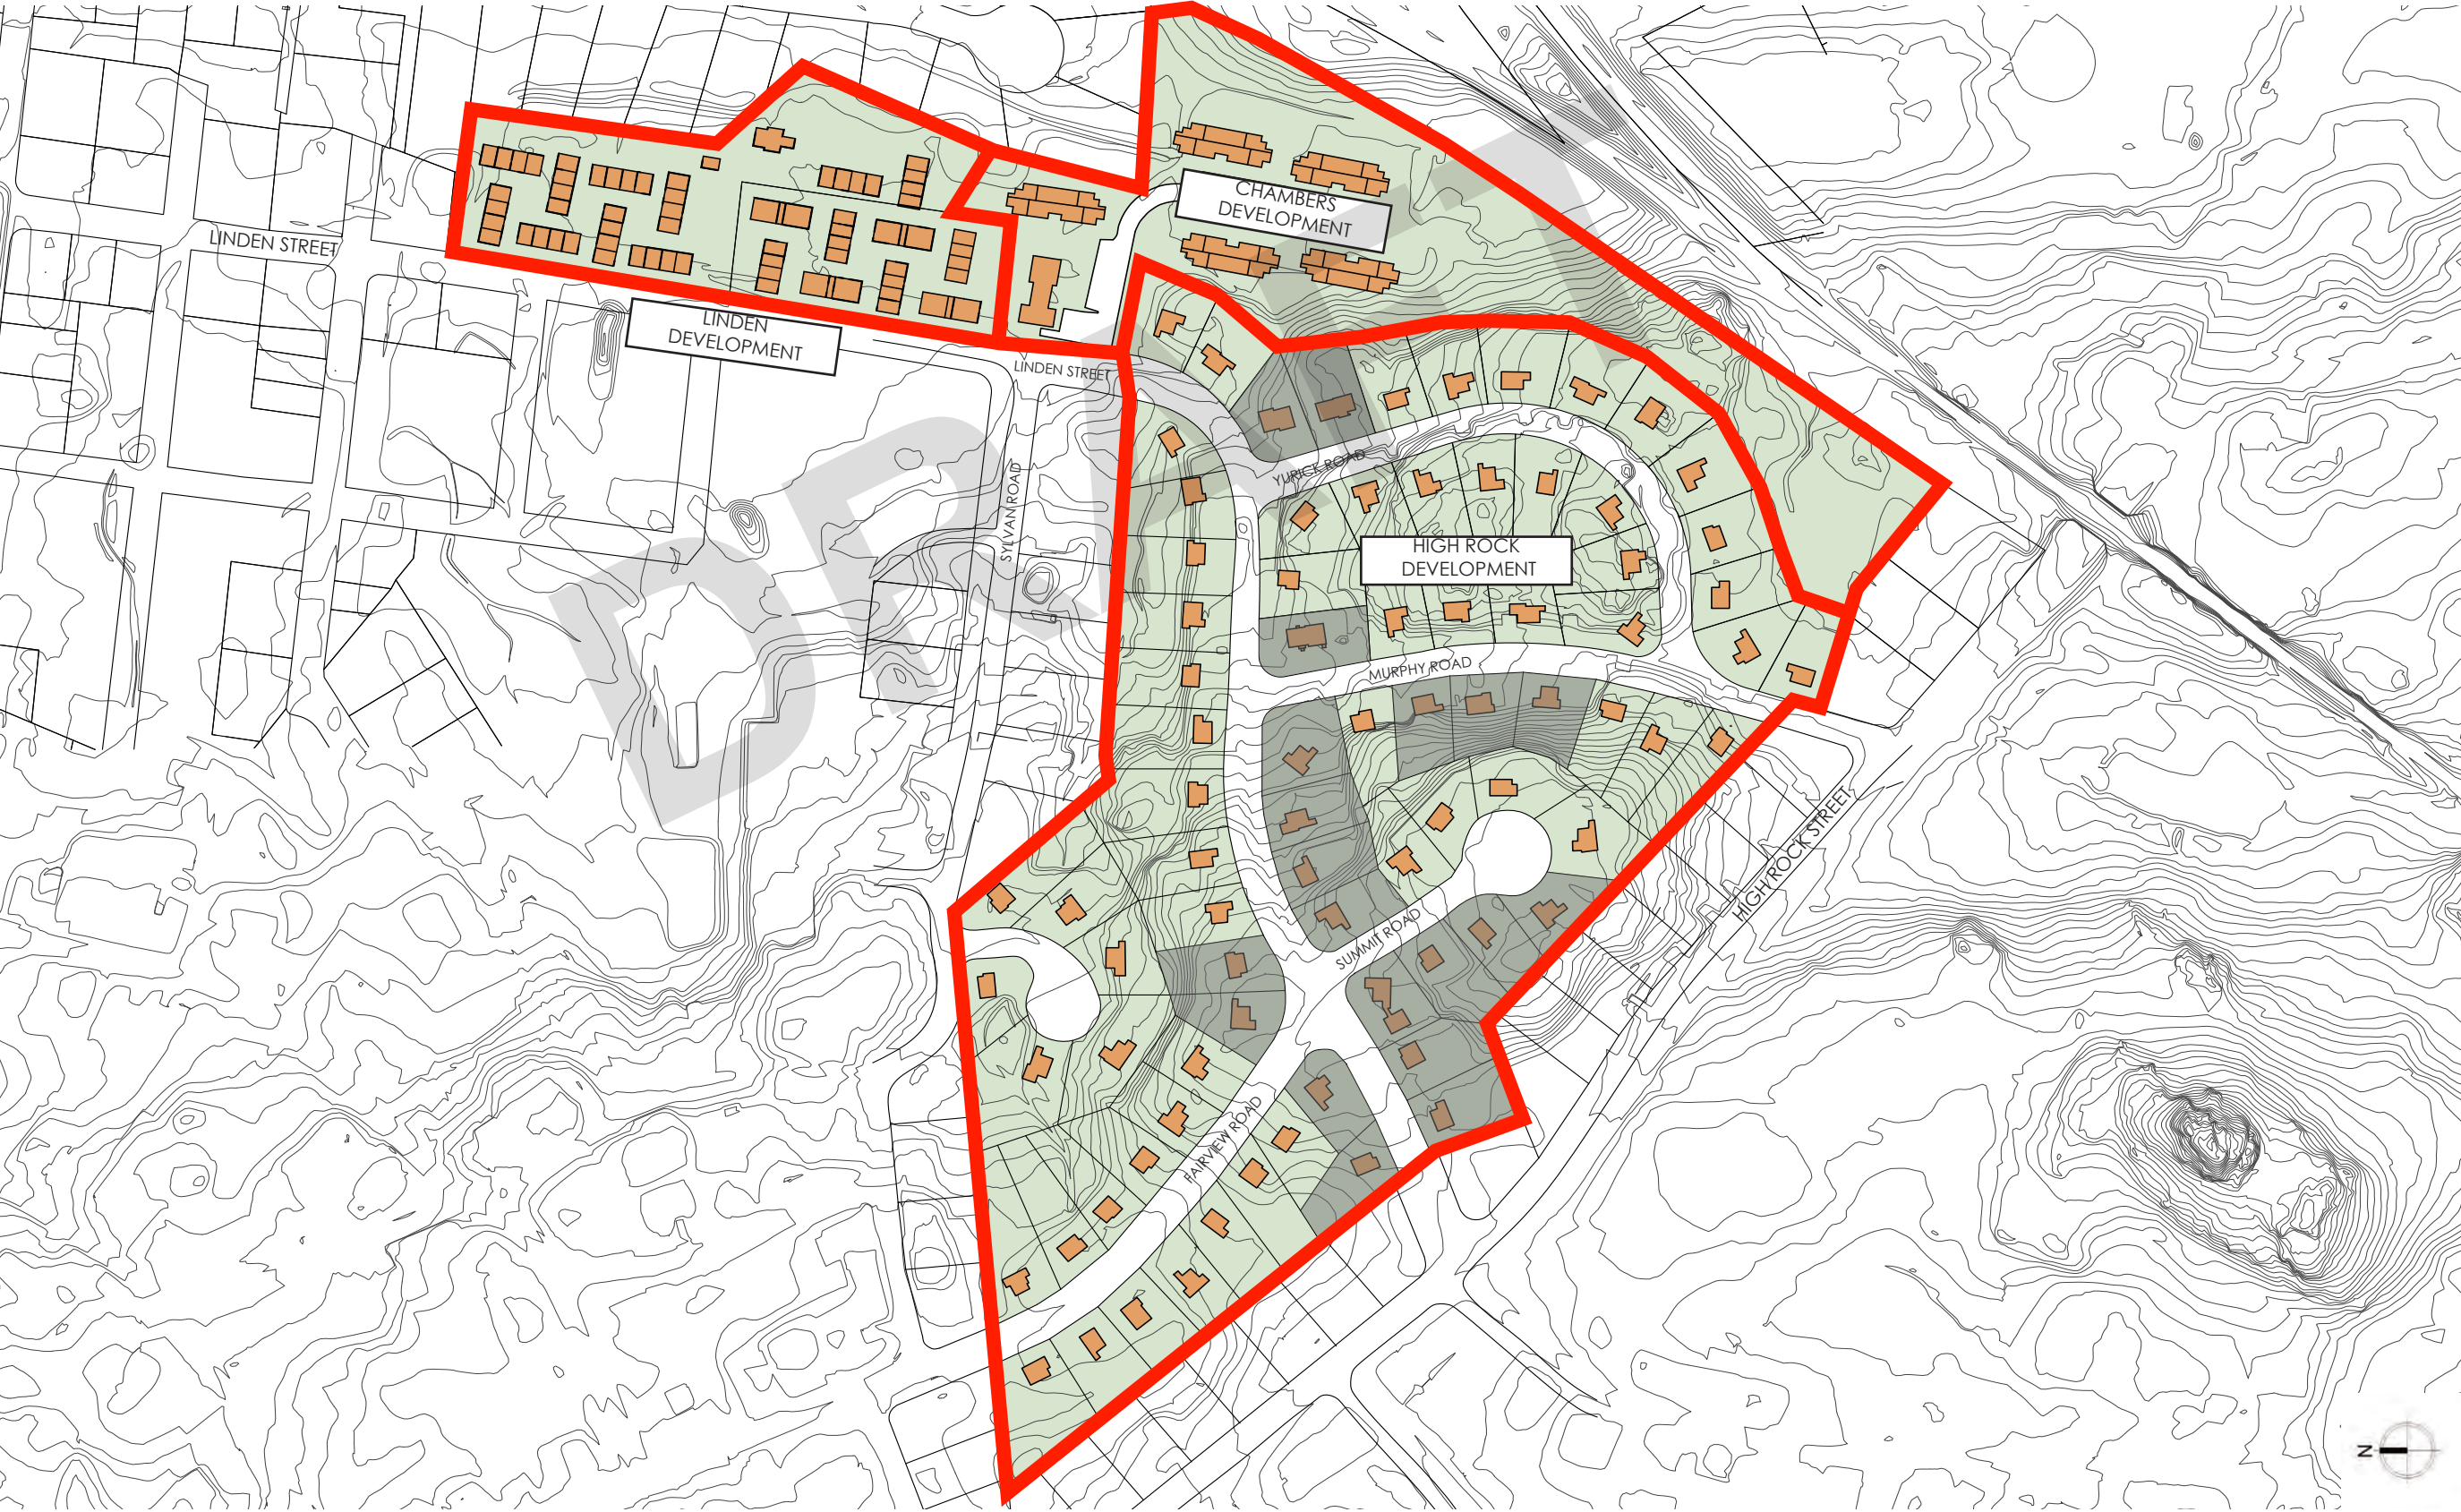 CHAMBERS
DEVELOPMENT
LINDEN STREET
LINDEN
DEVELOPMENT
LINDEN STREET
DRAFT
YURICK ROAD
SYLVAN ROAD
HIGH ROCK
DEVELOPMENT
MURPHY ROAD
HIGH ROCK STREET
SUMMIT ROAD
FAIRVIEW ROAD
N